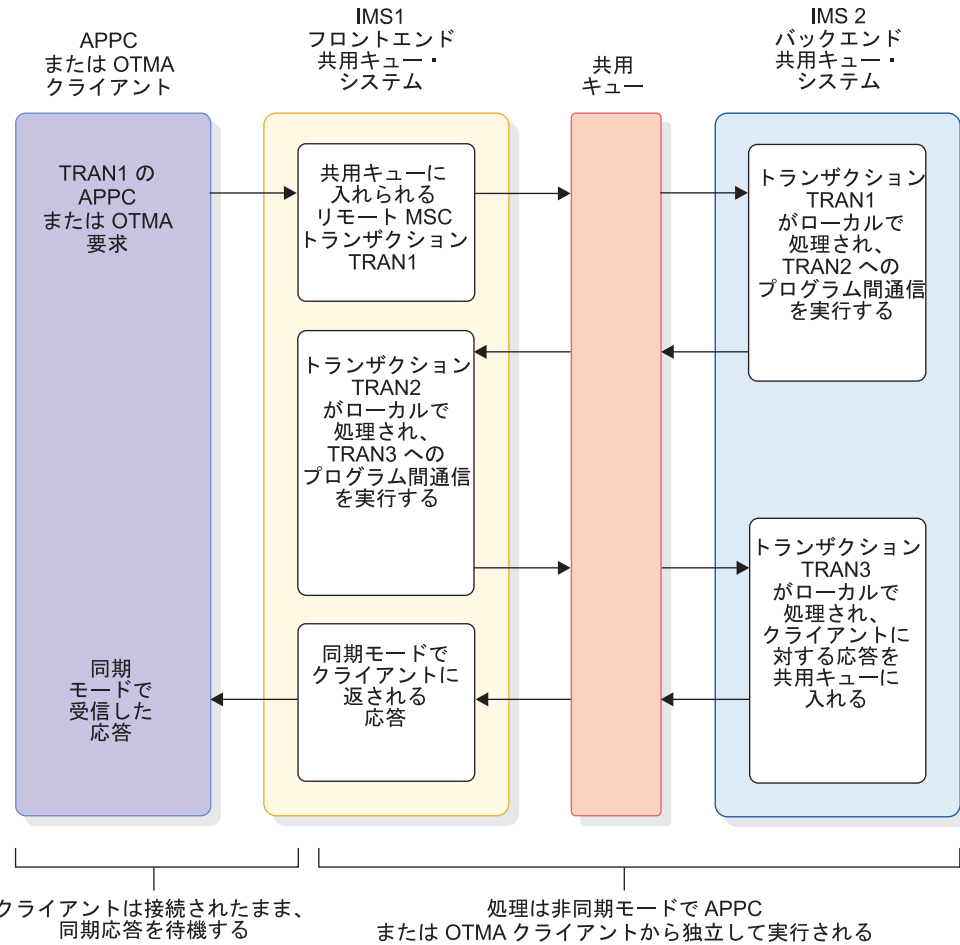 APPC
または OTMA
クライアント
IMS1
フロントエンド
共用キュー・
システム
共用
キュー
IMS 2
バックエンド
共用キュー・
システム
TRAN1 の
APPC
または OTMA
要求
共用キューに
入れられる
リモート MSC
トランザクション
TRAN1
トランザクション
TRAN1
がローカルで
処理され、
TRAN2 への
プログラム間通信
を実行する
トランザクション
TRAN2
がローカルで
処理され、
TRAN3 への
プログラム間通信
を実行する
トランザクション
TRAN3
がローカルで
処理され、
クライアントに
対する応答を
共用キューに
入れる
同期モードで
クライアントに
返される
応答
同期
モードで
受信した
応答
クライアントは接続されたまま、
同期応答を待機する
処理は非同期モードで APPC
または OTMA クライアントから独立して実行される